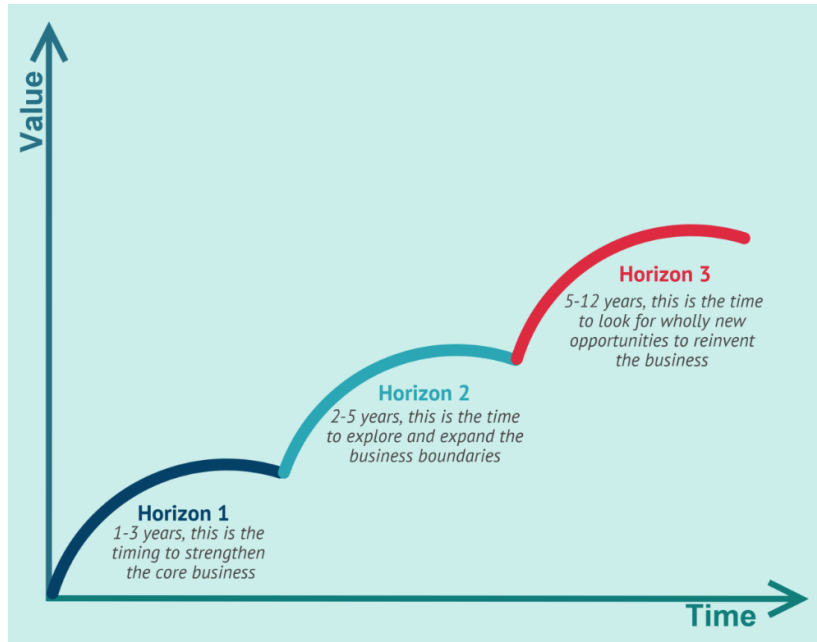 Value
Horizon 3
5-12 years, this is the time
to look for wholly new
opportunities to reinvent
the business
Horizon 2
2-5 years, this is the time
to explore and expand the
business boundaries
Horizon 1
1-3 years, this is the
timing to strengthen
the core business
Time